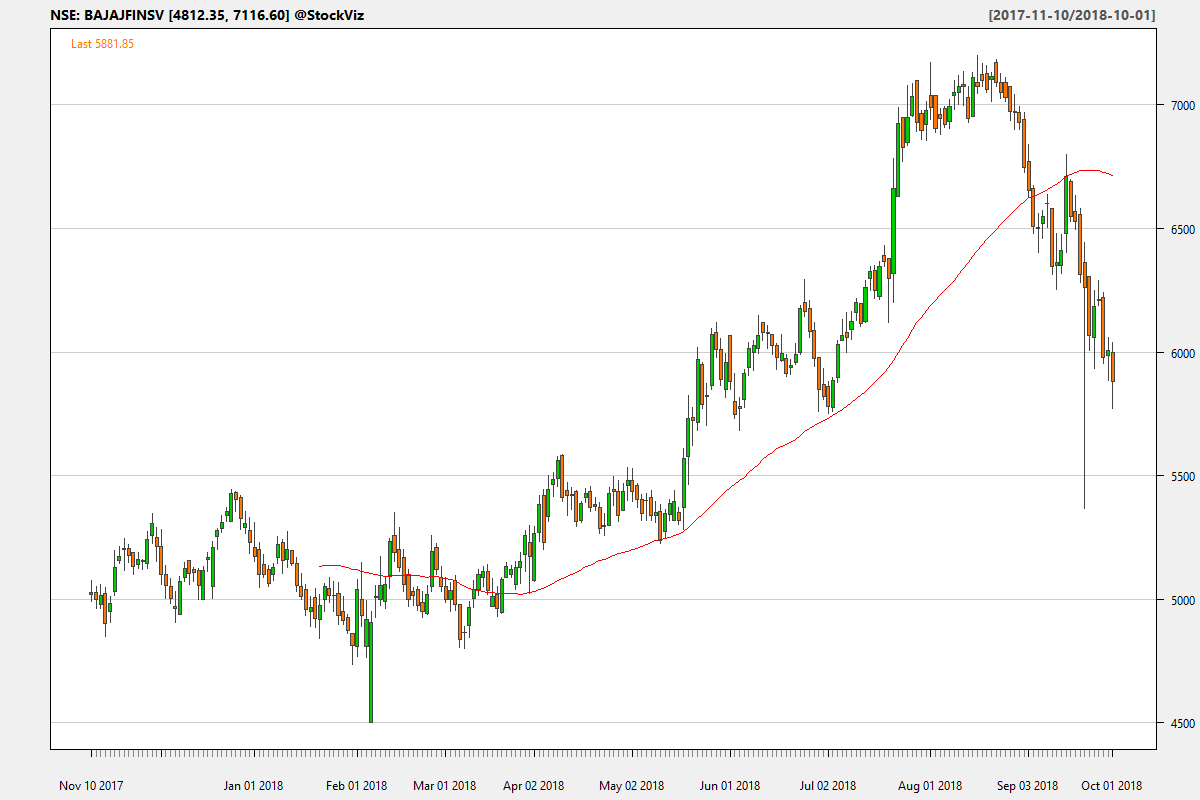 NSE: BAJAJFINSV [4812.35, 7116.60] @StockViz
[2017-11-10/2018-10-01]
Last 5881.85
7000
6500
6000
5500
5000
4500
Nov 10 2017 Jan 01 2018 Feb 01 2018 Mar 01 2018 Apr 02 2018 May 02 2018 Jun 01 2018 Jul 02 2018 Aug 01 2018 Sep 03 2018 Oct 01 2018